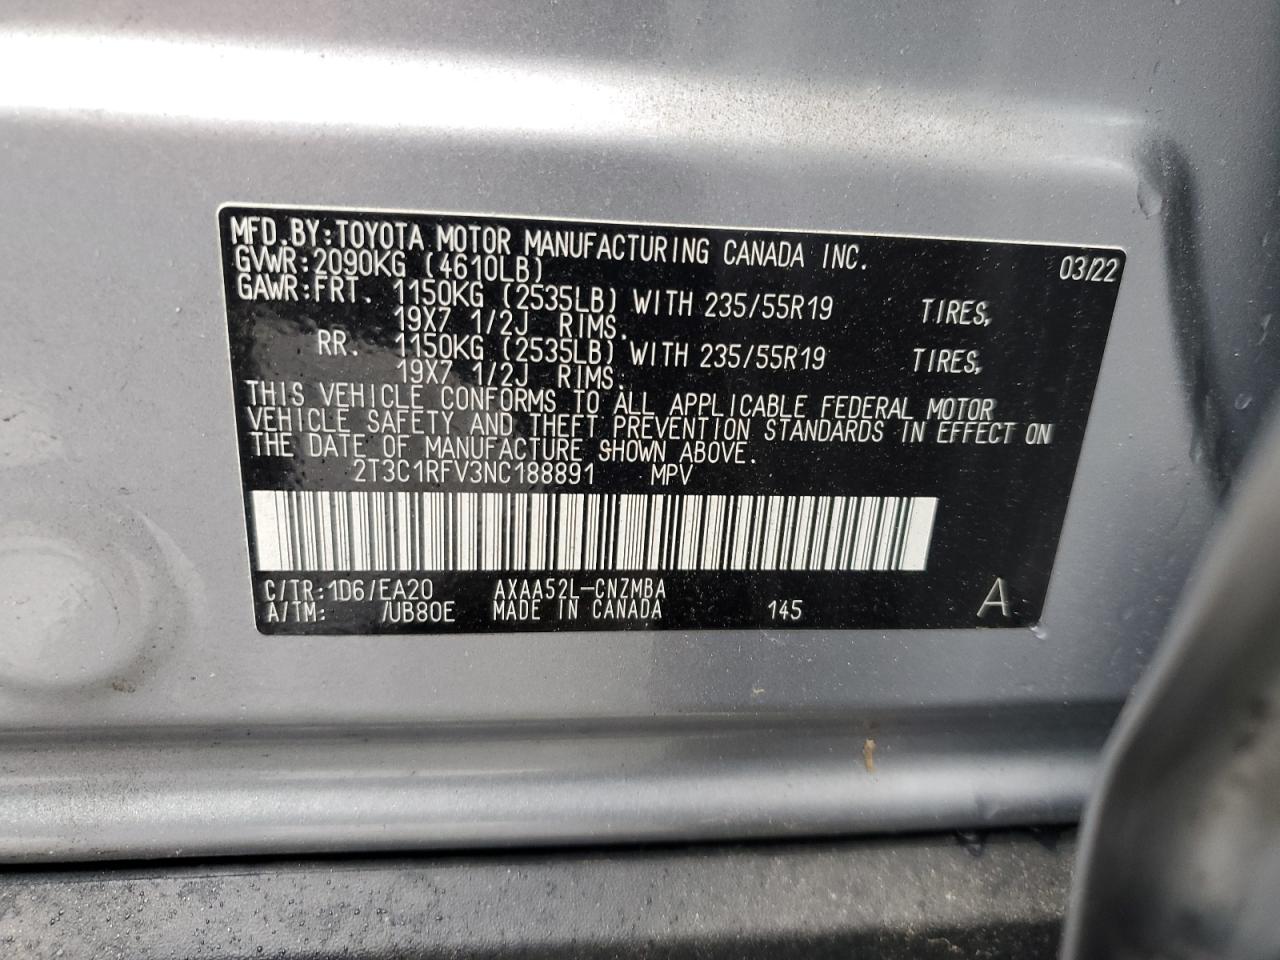 MFD.BY:TOYOTA MOTOR MANUFACTURING CANADA INC.
03/22
GVWR:2090KG (4610LB)
GAWR:FRT. 1150KG (2535LB) WITH 235/55R19 TIRES,
19X7 1/2J RIMS.
RR. 1150KG (2535LB) WITH 235/55R19 TIRES,
19X7 1/2J RIMS.
THIS VEHICLE CONFORMS TO ALL APPLICABLE FEDERAL MOTOR
VEHICLE SAFETY AND THEFT PREVENTION STANDARDS IN EFFECT ON
THE DATE OF MANUFACTURE SHOWN ABOVE.
2T3C1RFV3NC188891 MPV
C/TR:1D6/EA20 AXAA52L-CNZMBA
A/TM: /UB80E MADE IN CANADA 145 A